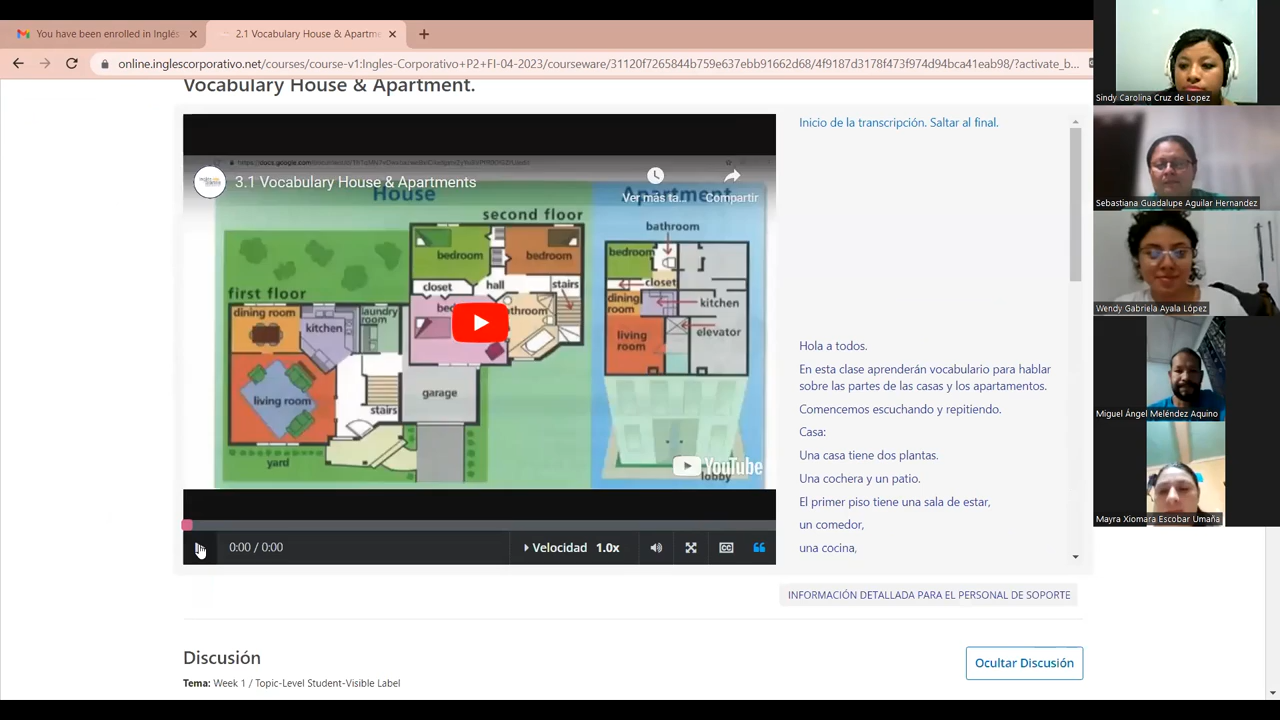 You have been enrolled in Inglés
2.1 Vocabulary House & Apartme
online.inglescorporativo.net/courses/course-v1:Ingles-Corporativo+P2+FI-04-2023/courseware/31120f7265844b759e637ebb91662d68/4f9187d3178f473f974d94bca41eab98/?activate_b...
Vocabulary House & Apartment.
3.1 Vocabulary House & Apartments
Ver más ta...
Compartir
House
Apartment
second floor
bathroom
bedroom
bedroom
bedroom
closet
hall
stairs
closet
first floor
dining
room
kitchen
dining room
kitchen
laundry
room
living
room
elevator
living room
garage
stairs
yard
YouTube
lobby
0:00 / 0:00
Velocidad 1.0x
Inicio de la transcripción. Saltar al final.
Hola a todos.
En esta clase aprenderán vocabulario para hablar
sobre las partes de las casas y los apartamentos.
Comencemos escuchando y repitiendo.
Casa:
Una casa tiene dos plantas.
Una cochera y un patio.
El primer piso tiene una sala de estar,
un comedor,
una cocina,
INFORMACIÓN DETALLADA PARA EL PERSONAL DE SOPORTE
Discusión
Ocultar Discusión
Tema: Week 1 / Topic-Level Student-Visible Label
Sindy Carolina Cruz de Lopez
Sebastiana Guadalupe Aguilar Hernandez
Wendy Gabriela Ayala López
Miguel Ángel Meléndez Aquino
Mayra Xiomara Escobar Umaña